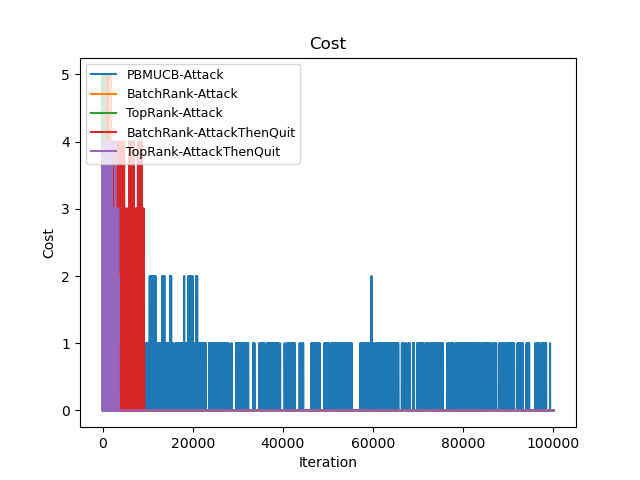 Cost
PBMUCB-Attack
BatchRank-Attack
TopRank-Attack
BatchRank-AttackThenQuit
TopRank-AttackThenQuit
Cost
5
4
3
2
1
0
0 20000 40000 60000 80000 100000
Iteration